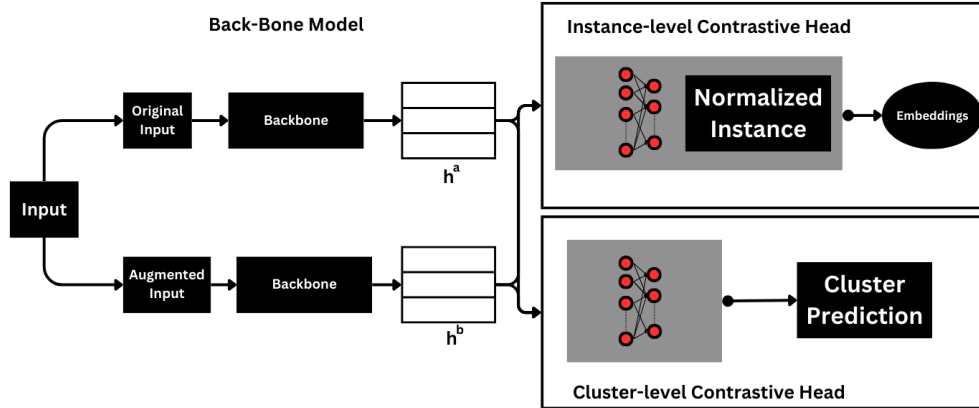 Back-Bone Model
Original
Input
Backbone
h^a
Input
Augmented
Input
Backbone
h^b
Instance-level Contrastive Head
Normalized
Instance
Embeddings
Cluster
Prediction
Cluster-level Contrastive Head